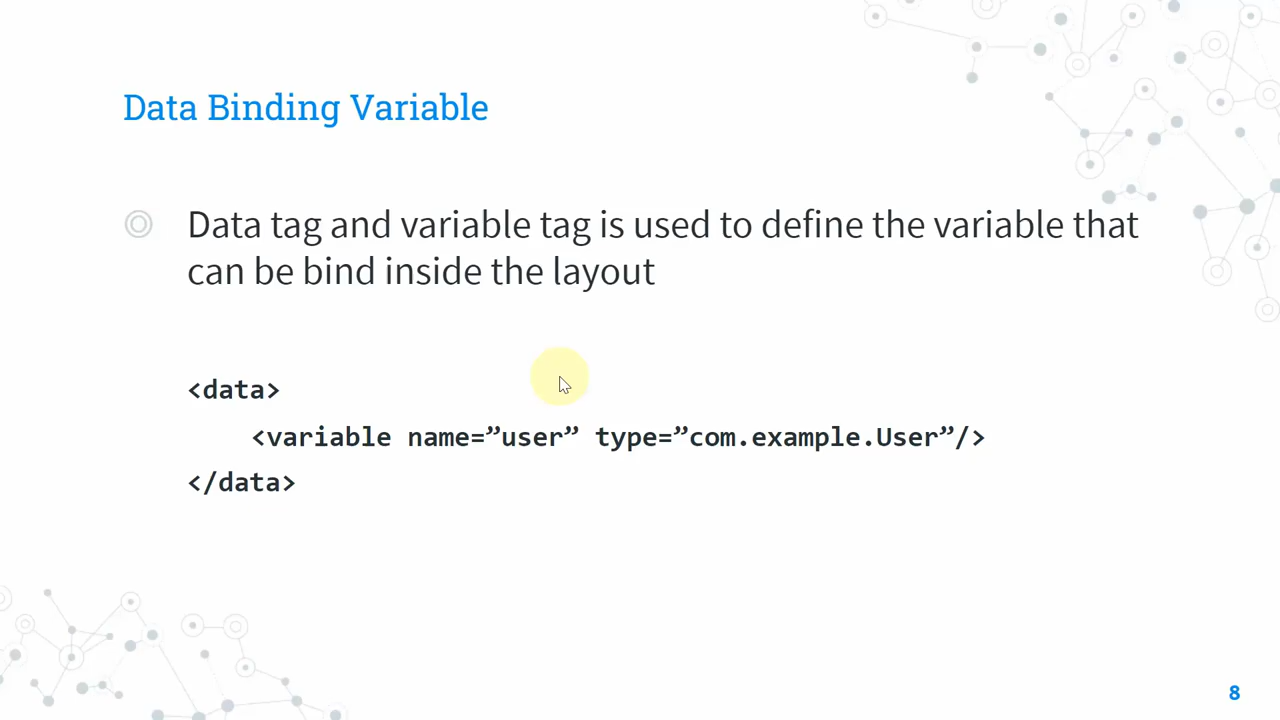 Data Binding Variable
Data tag and variable tag is used to define the variable that
can be bind inside the layout
<data>
<variable name=”user” type=”com.example.User”/>
</data>
8